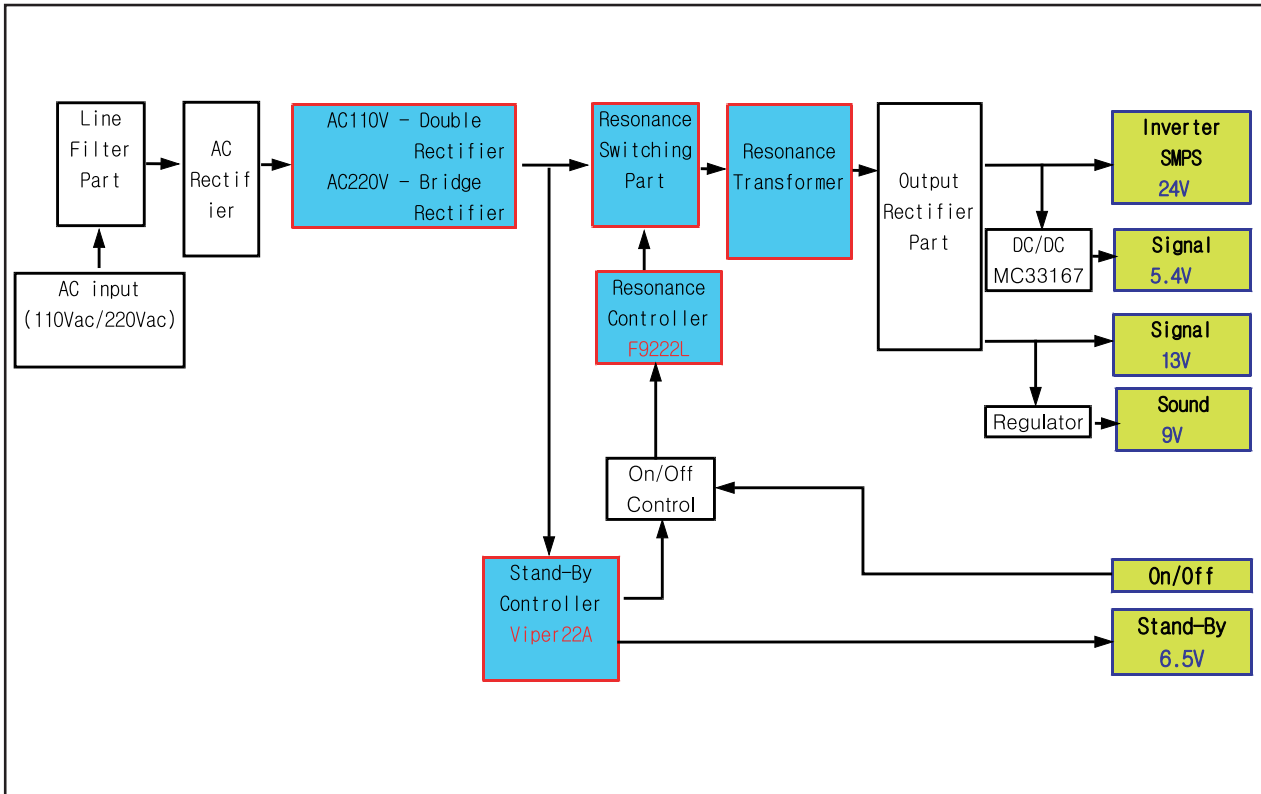 Line
Filter
Part
AC
Rectif
ier
AC110V - Double
Rectifier
AC220V - Bridge
Rectifier
Resonance
Switching
Part
Resonance
Transformer
Output
Rectifier
Part
Inverter
SMPS
24V
DC/DC
MC33167
Signal
5.4V
AC input
(110Vac/220Vac)
Resonance
Controller
F9222L
Signal
13V
Regulator
Sound
9V
On/Off
Control
Stand-By
Controller
Viper22A
On/Off
Stand-By
6.5V